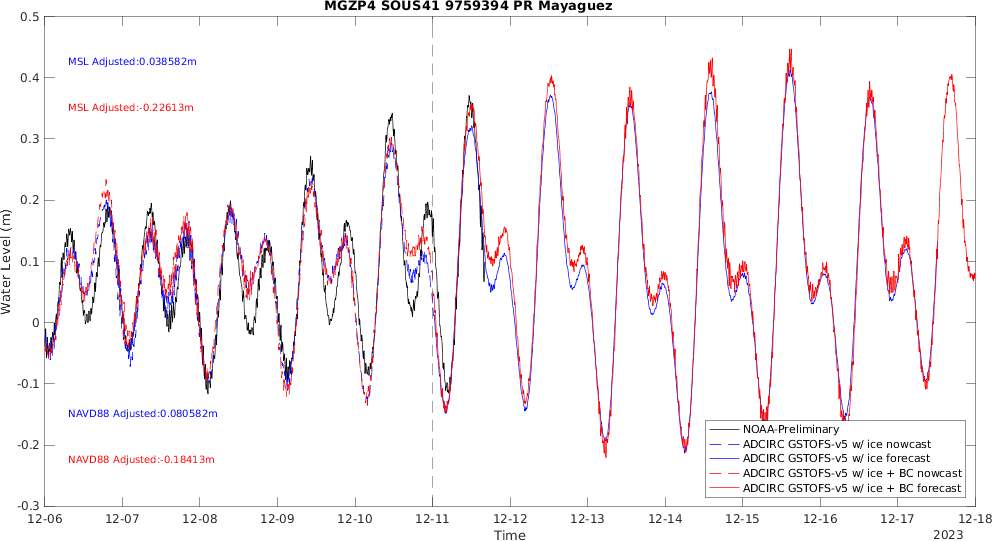 MGZP4 SOUS41 9759394 PR Mayaguez
0.5
0.4
0.3
0.2
0.1
0
-0.1
-0.2
-0.3
Water Level (m)
MSL Adjusted:0.038582m
MSL Adjusted:-0.22613m
NAVD88 Adjusted:0.080582m
NAVD88 Adjusted:-0.18413m
NOAA-Preliminary
ADCIRC GSTOFS-v5 w/ ice nowcast
ADCIRC GSTOFS-v5 w/ ice forecast
ADCIRC GSTOFS-v5 w/ ice + BC nowcast
ADCIRC GSTOFS-v5 w/ ice + BC forecast
12-06 12-07 12-08 12-09 12-10 12-11 12-12 12-13 12-14 12-15 12-16 12-17 12-18
Time
2023